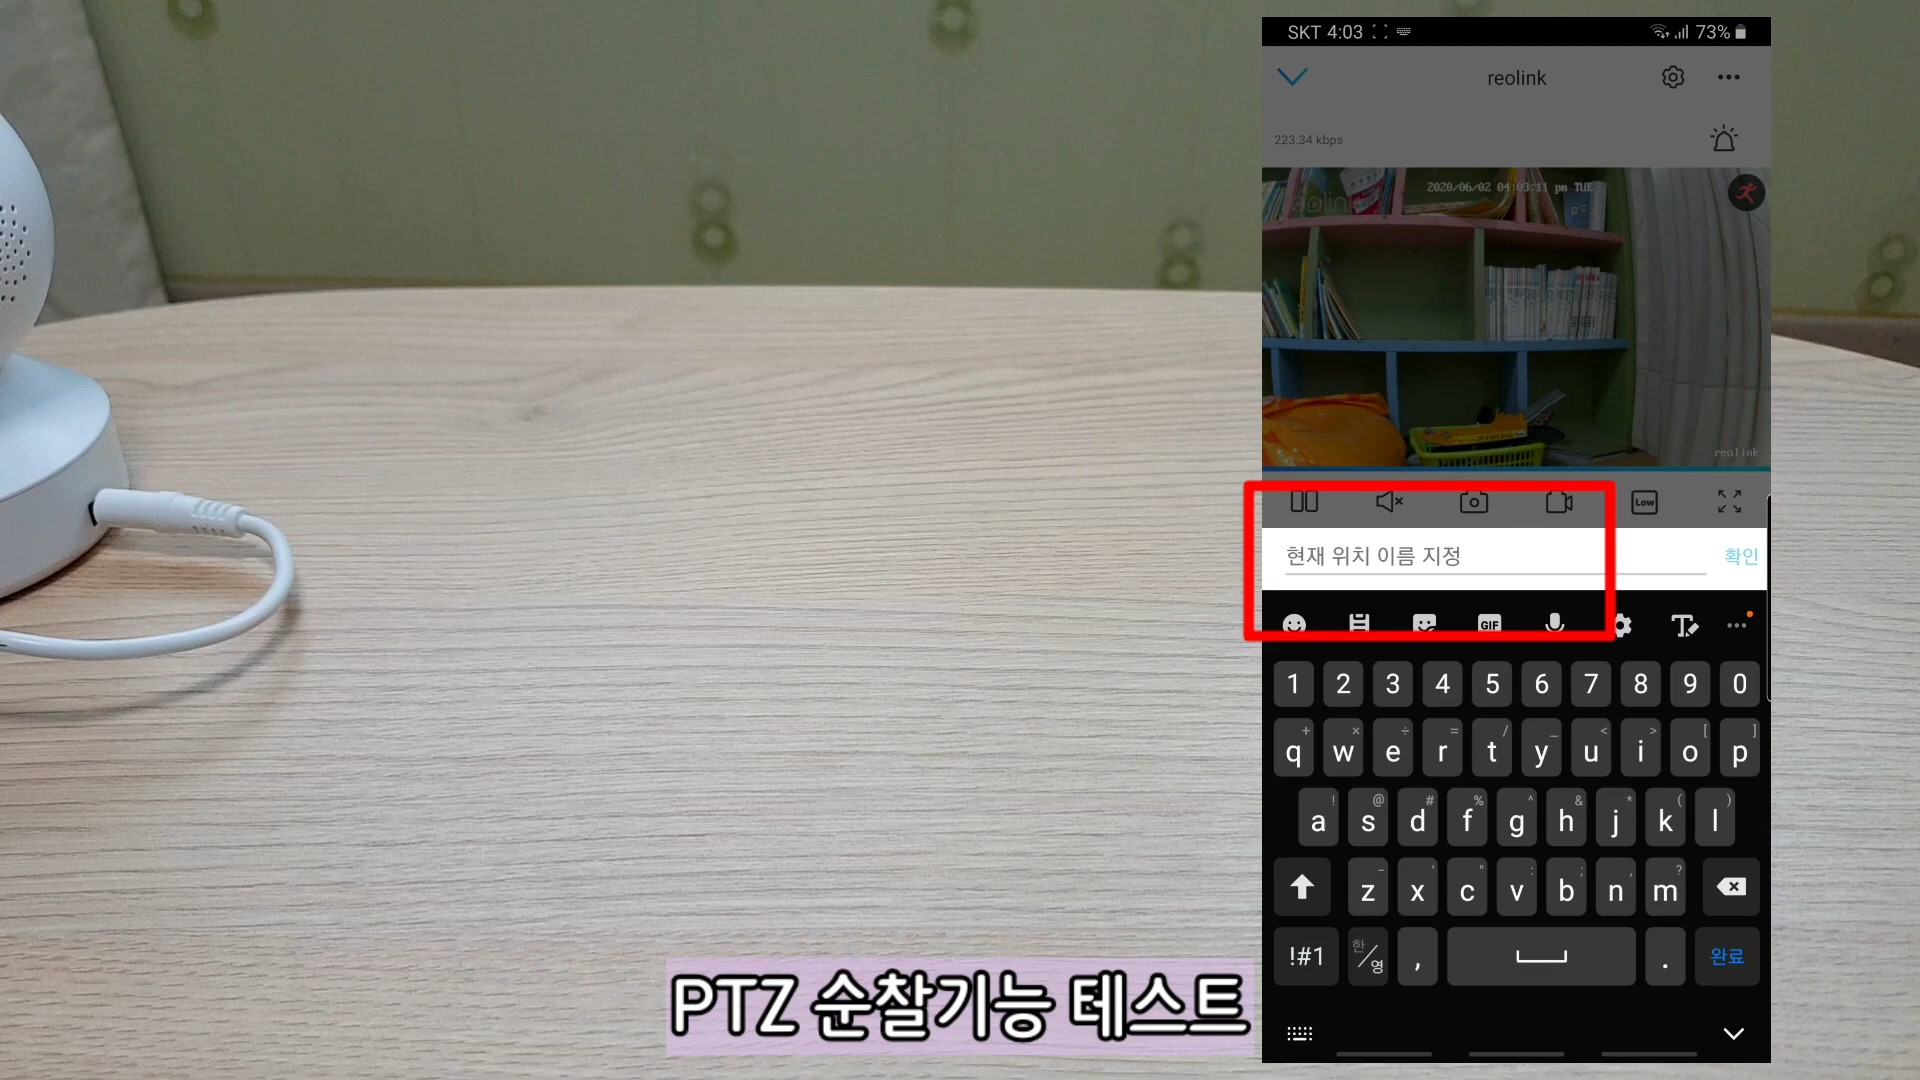 SKT 4:03
73%
reolink
223.34 kbps
2020/06/02 04:03:11 pm TUE
reolink
Low
현재 위치 이름 지정
확인
GIF
1 2 3 4 5 6 7 8 9 0
+ × ÷ = / _ < > [ ]
q w e r t y u i o p
! @ # % ^ & * ( )
a s d f g h j k l
- ' " : ; , ?
z x c v b n m
!#1 한/영 , . 완료
PTZ 순찰기능 테스트